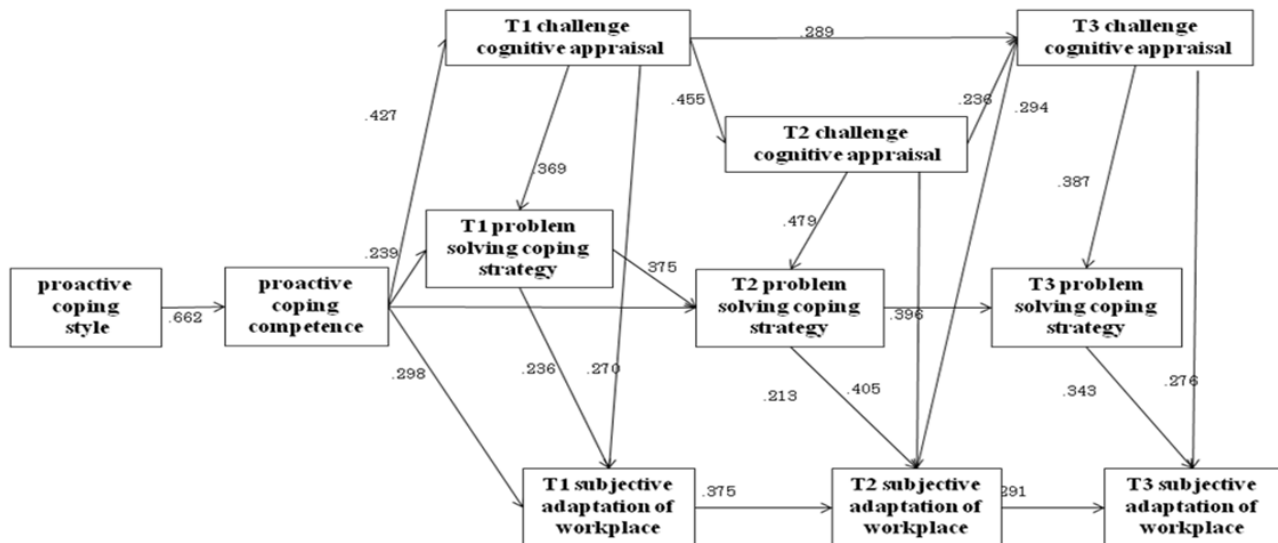 T1 challenge
cognitive appraisal
T3 challenge
cognitive appraisal
.289
.455
.236
.294
.427
T2 challenge
cognitive appraisal
.369
.387
T1 problem
solving coping
strategy
.479
.239
.375
proactive
coping
style
.662
proactive
coping
competence
T2 problem
solving coping
strategy
.396
T3 problem
solving coping
strategy
.298
.236
.270
.213
.405
.343
.276
T1 subjective
adaptation of
workplace
.375
T2 subjective
adaptation of
workplace
.291
T3 subjective
adaptation of
workplace